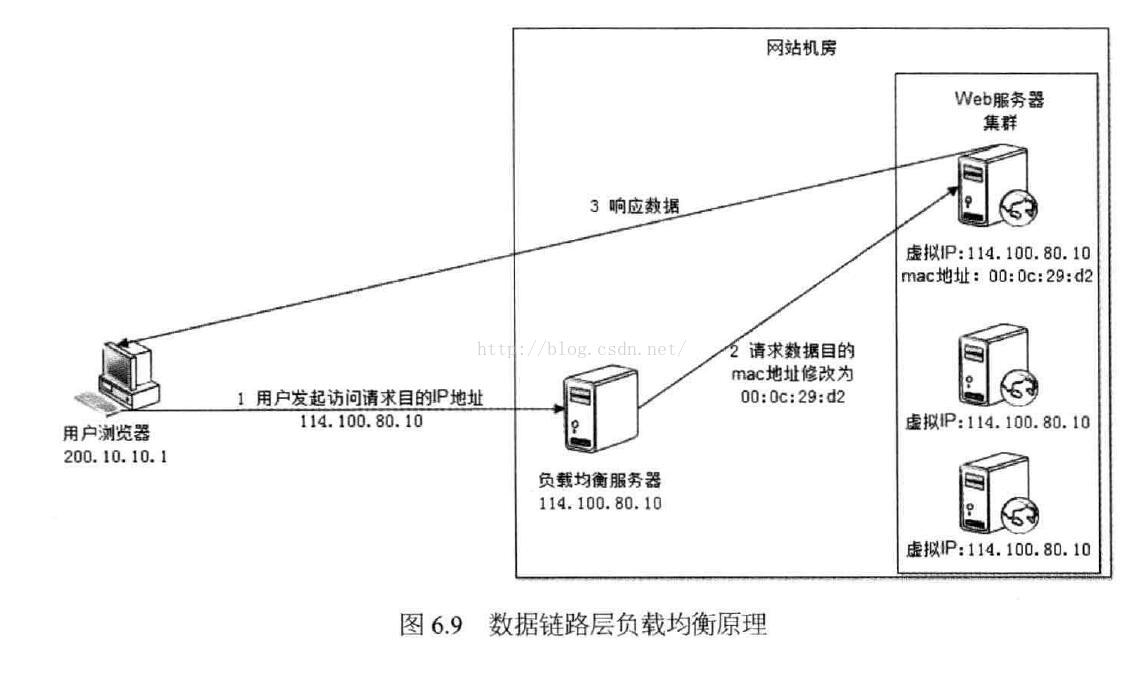 网站机房
Web服务器
集群
3 响应数据
虚拟IP:114.100.80.10
mac地址: 00:0c:29:d2
http://blog.csdn.net/
2 请求数据目的
mac地址修改为
00:0c:29:d2
1 用户发起访问请求目的IP地址
114.100.80.10
虚拟IP:114.100.80.10
用户浏览器
200.10.10.1
负载均衡服务器
114.100.80.10
虚拟IP:114.100.80.10
图 6.9 数据链路层负载均衡原理